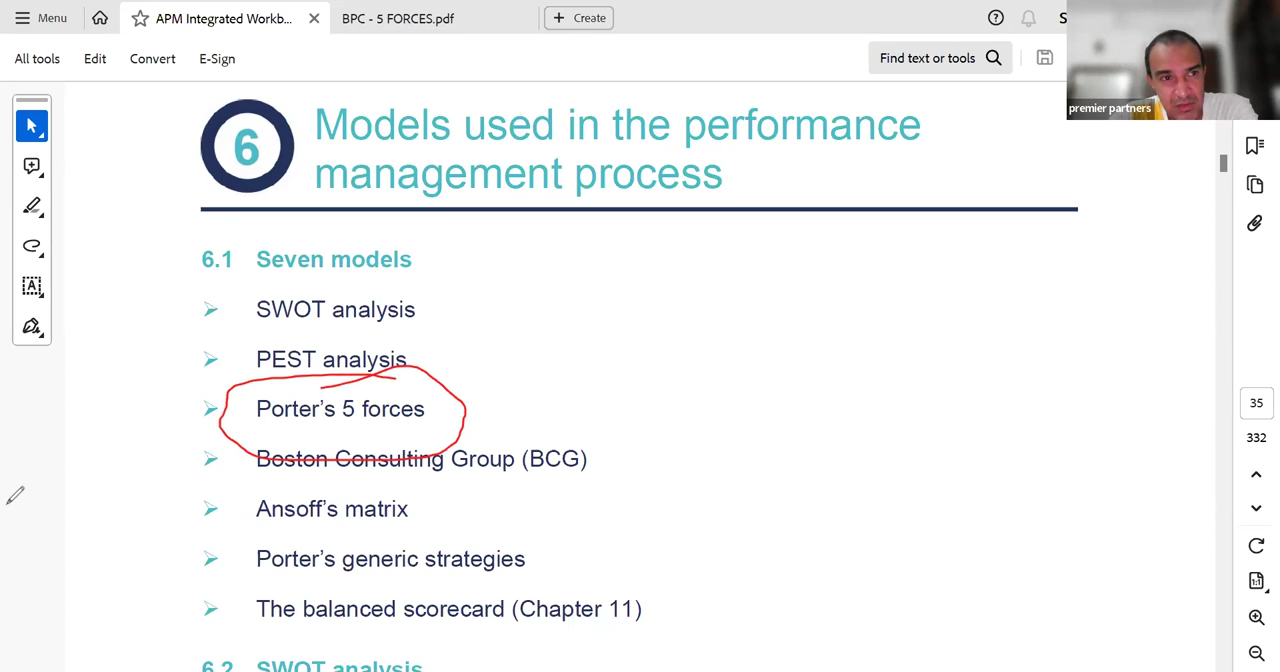 Menu
APM Integrated Workb...
BPC - 5 FORCES.pdf
Create
S
All tools
Edit
Convert
E-Sign
Find text or tools
premier partners
6
Models used in the performance
management process
6.1 Seven models
SWOT analysis
PEST analysis
Porter's 5 forces
Boston Consulting Group (BCG)
Ansoff's matrix
Porter's generic strategies
The balanced scorecard (Chapter 11)
6.2 SWOT analysis
35
332
1:1